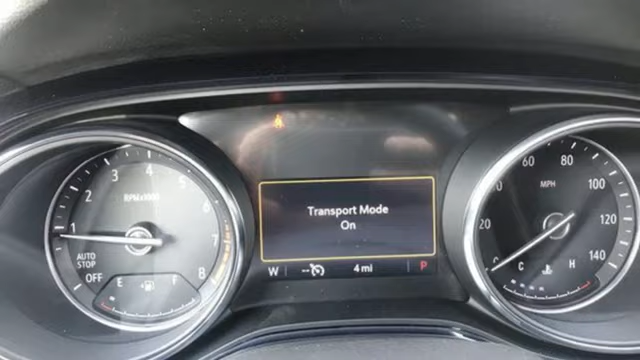 1
2
3
4
5
6
7
8
RPMx1000
AUTO
STOP
OFF
E F
Transport Mode
On
W -- 4 mi P
20
60
80
100
120
140
MPH
C H